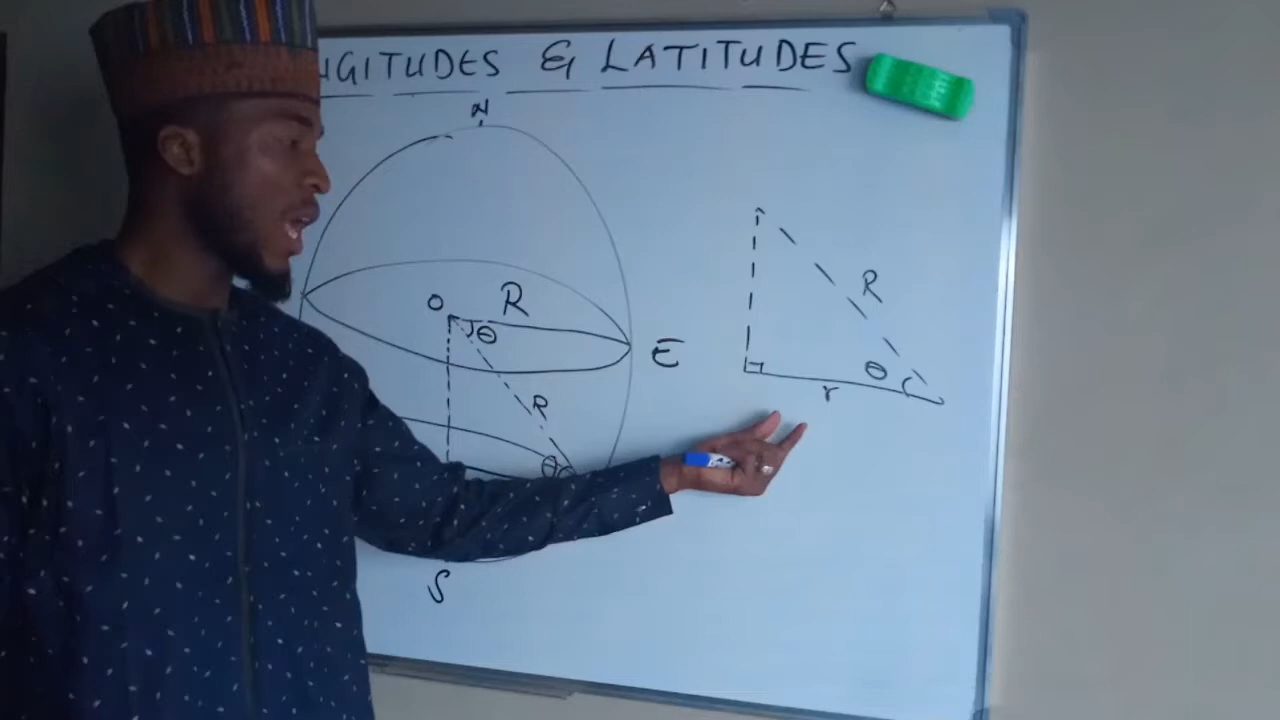 NGITUDES & LATITUDES
N
O R
θ
E
R
θ
S
R
θ
r